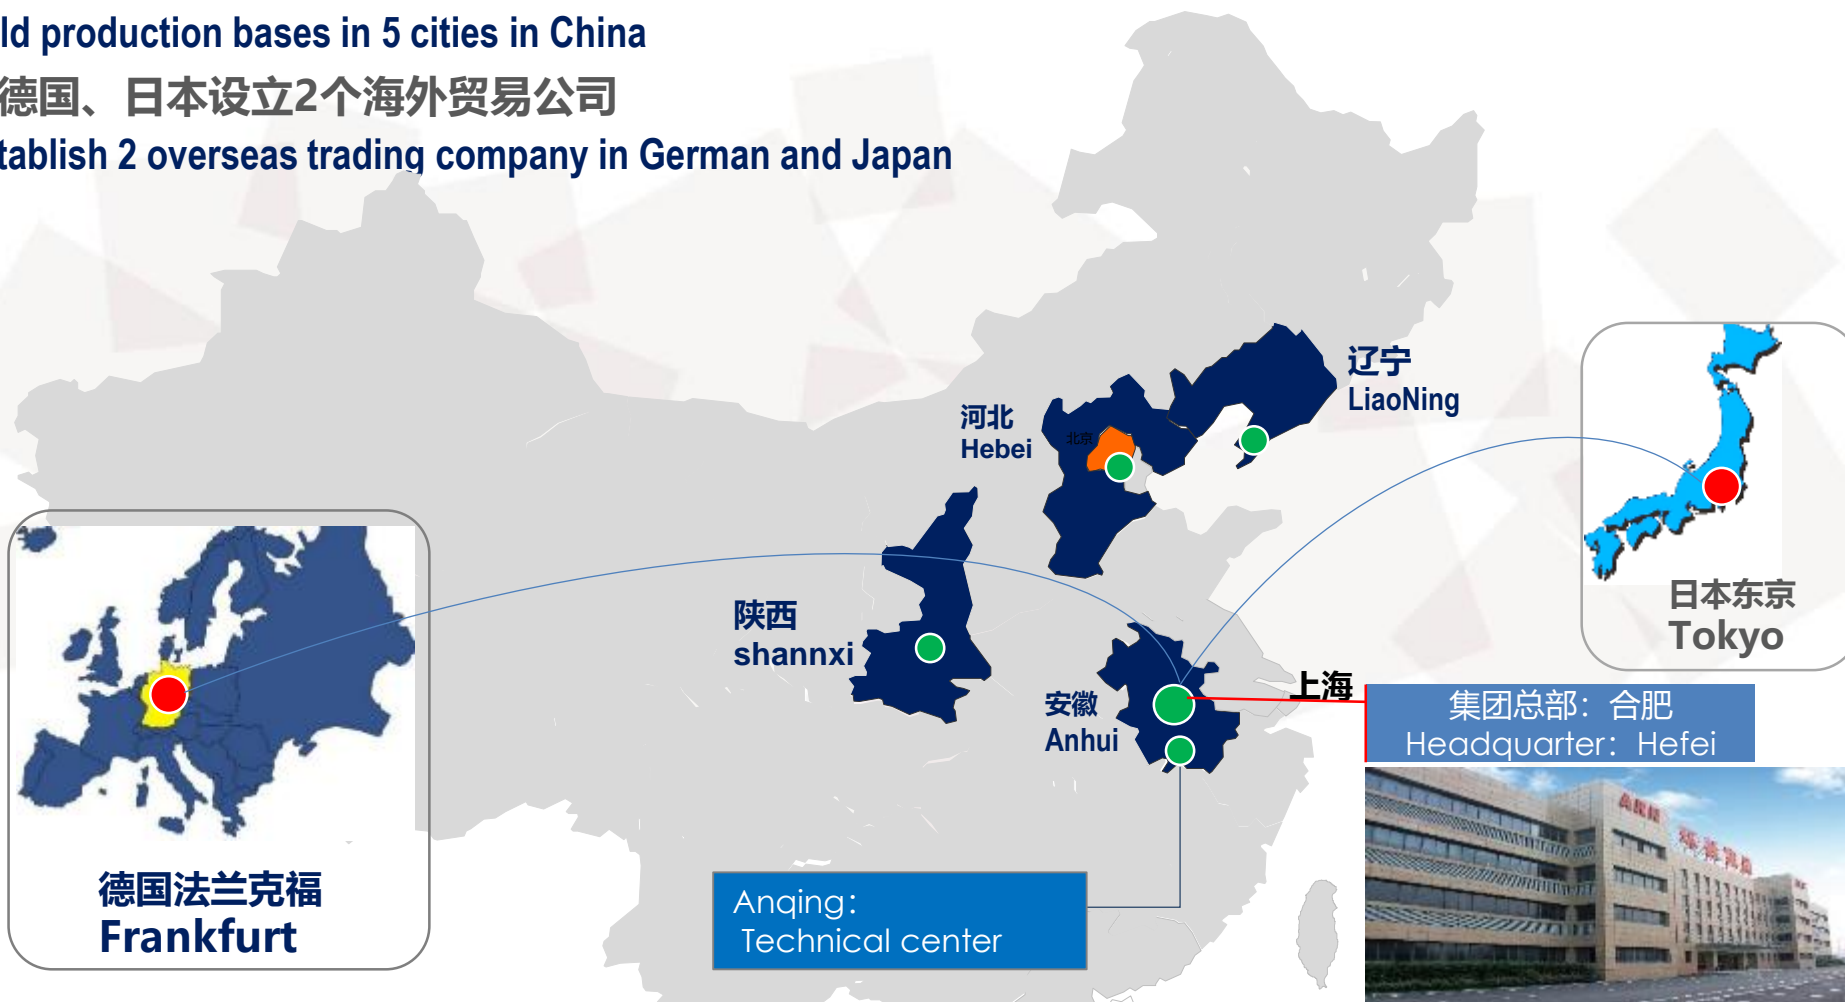 ld production bases in 5 cities in China
德国、日本设立2个海外贸易公司
tablish 2 overseas trading company in German and Japan
辽宁
LiaoNing
河北
Hebei
北京
陕西
shannxi
安徽
Anhui
上海
日本东京
Tokyo
集团总部：合肥
Headquarter：Hefei
德国法兰克福
Frankfurt
Anqing：
Technical center